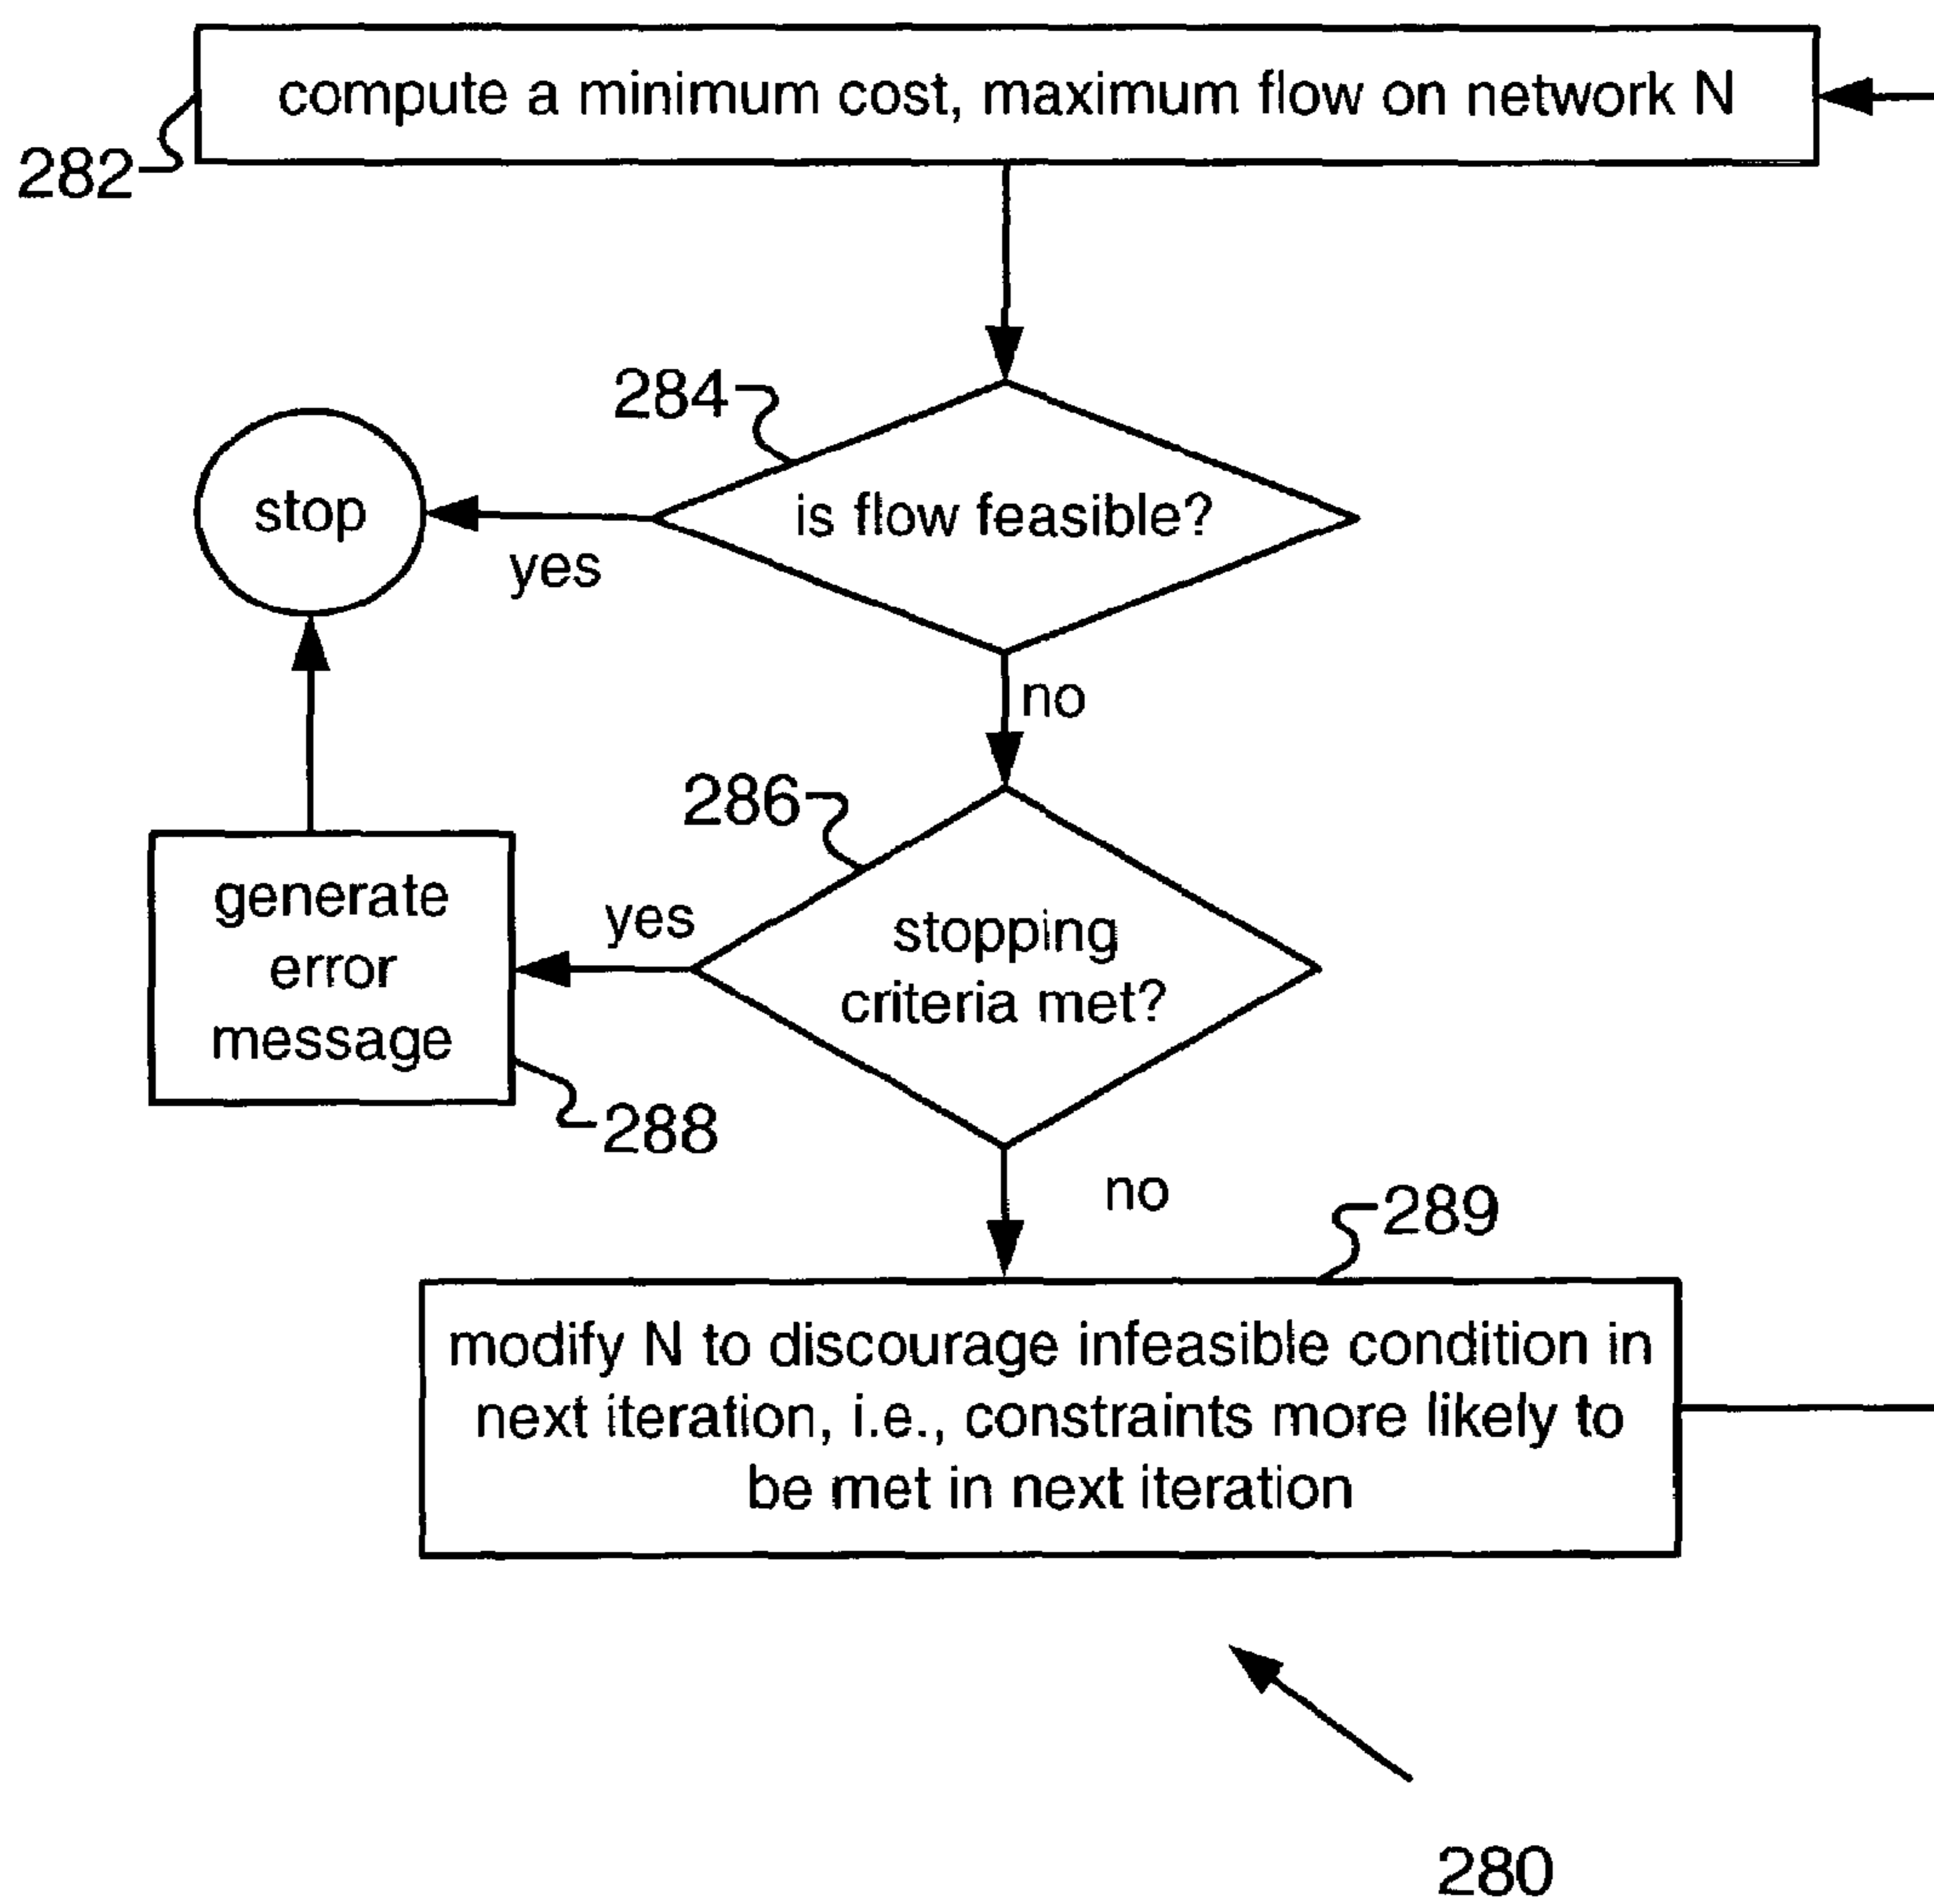 compute a minimum cost, maximum flow on network N
282
284
is flow feasible?
stop
yes
no
286
stopping
criteria met?
yes
generate
error
message
288
no
289
modify N to discourage infeasible condition in
next iteration, i.e., constraints more likely to
be met in next iteration
280